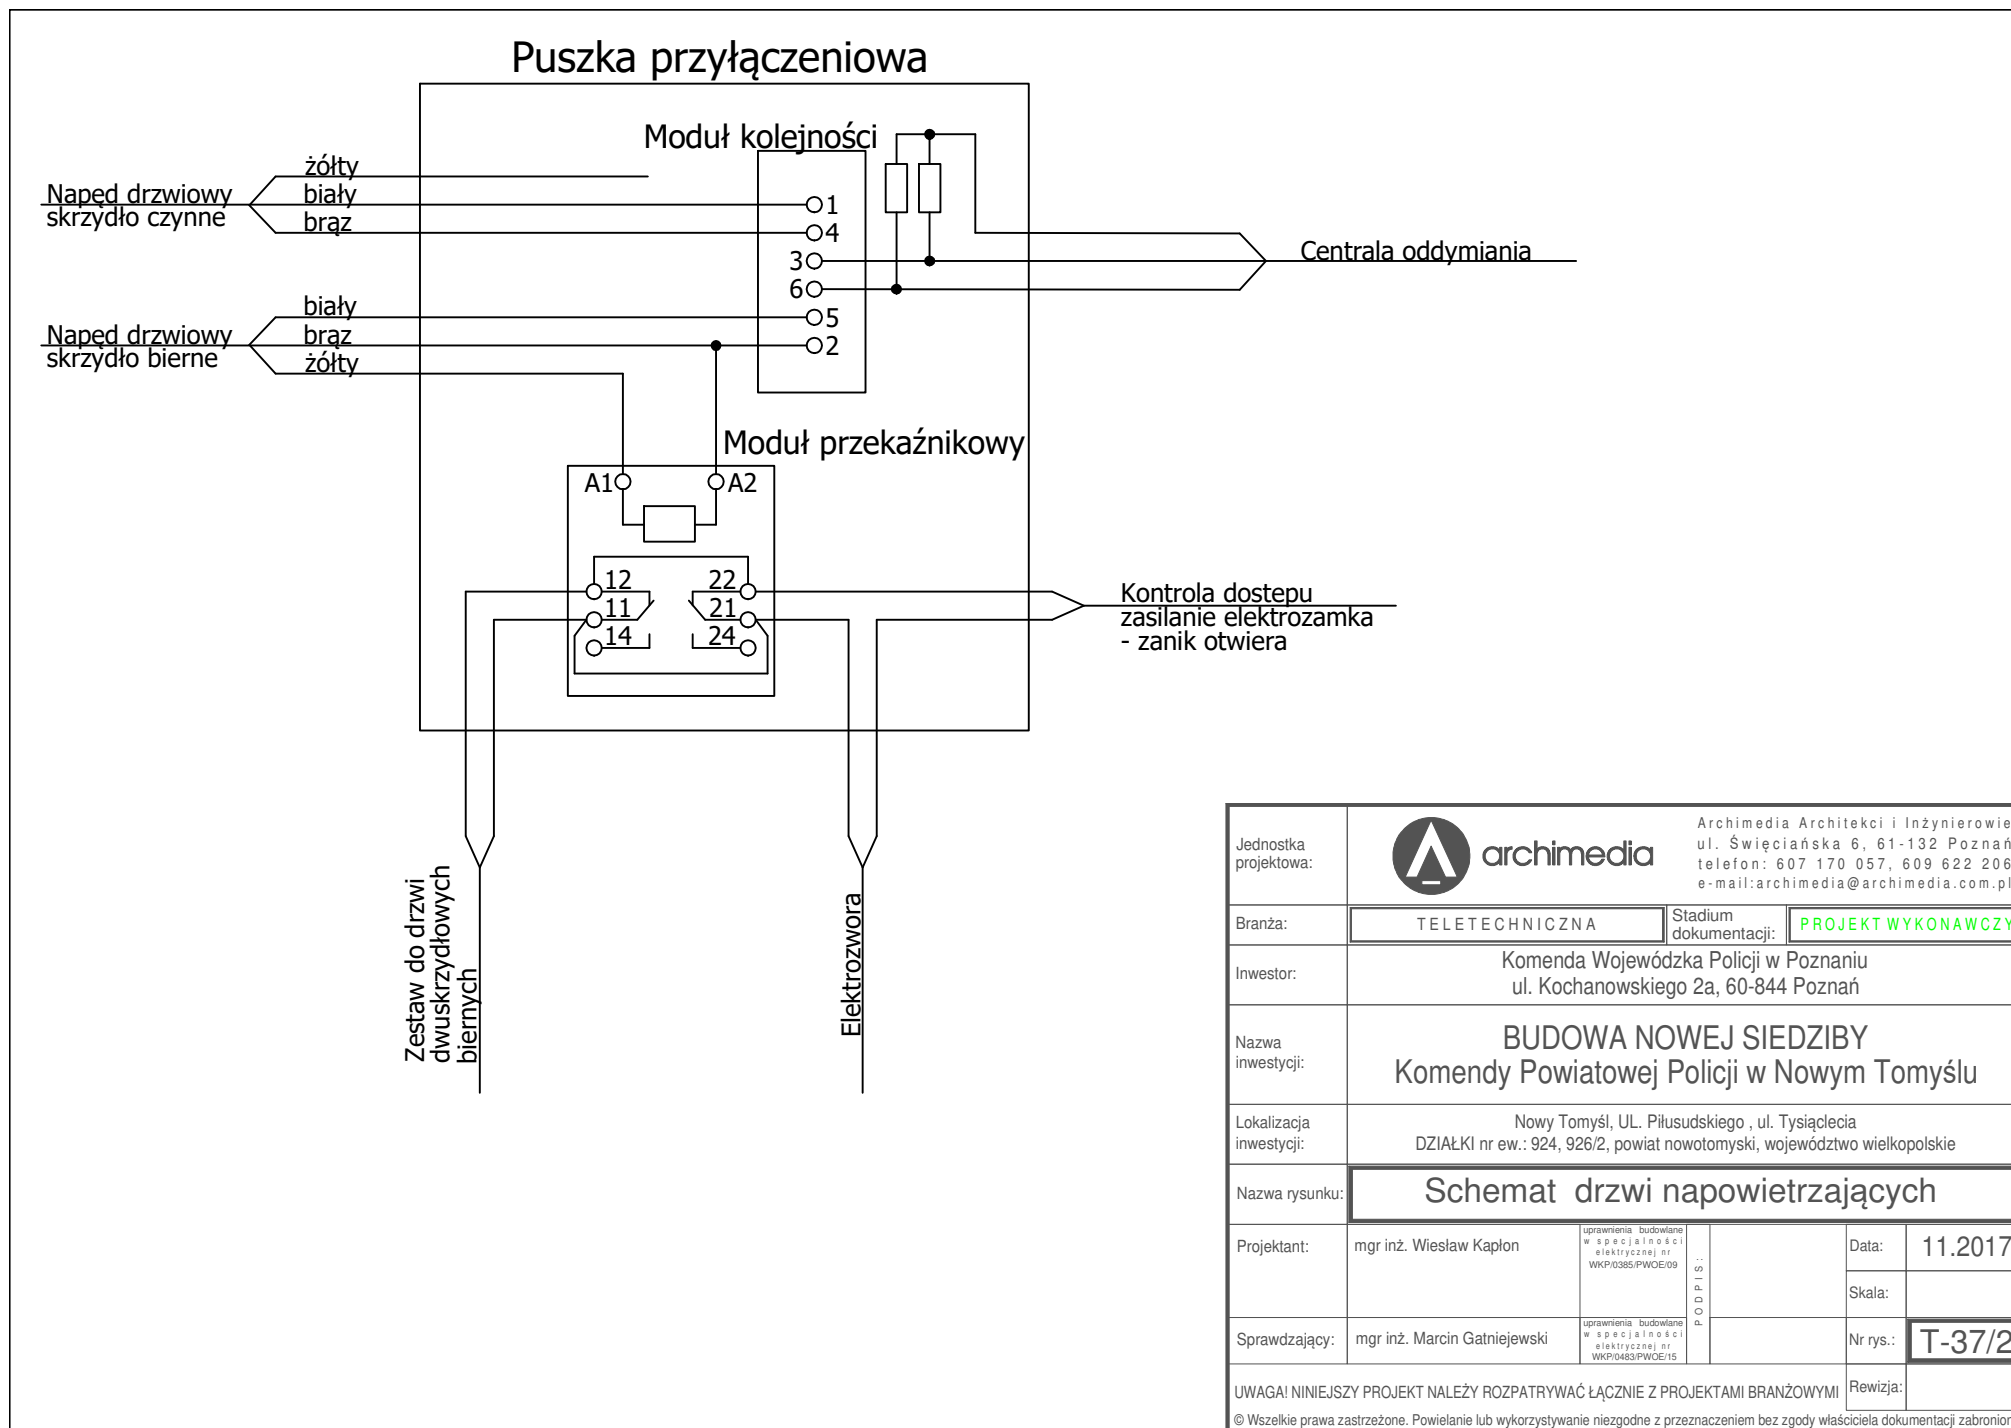 Puszka przyłączeniowa
Moduł kolejności
żółty
Napęd drzwiowy
skrzydło czynne
biały
brąz
1
4
3
6
5
2
Centrala oddymiania
biały
Napęd drzwiowy
skrzydło bierne
brąz
żółty
Moduł przekaźnikowy
A1
A2
12
22
11
21
14
24
Kontrola dostepu
zasilanie elektrozamka
- zanik otwiera
Zestaw do drzwi
dwuskrzydłowych
biernych
Elektrozwora
Jednostka
projektowa:
archimedia
Archimedia Architekci i Inżynierowie
ul. Święciańska 6, 61-132 Poznań
telefon: 607 170 057, 609 622 206
e-mail:archimedia@archimedia.com.pl
Branża:
TELETECHNICZNA
Stadium
dokumentacji:
PROJEKT WYKONAWCZY
Inwestor:
Komenda Wojewódzka Policji w Poznaniu
ul. Kochanowskiego 2a, 60-844 Poznań
Nazwa
inwestycji:
BUDOWA NOWEJ SIEDZIBY
Komendy Powiatowej Policji w Nowym Tomyślu
Lokalizacja
inwestycji:
Nowy Tomyśl, UL. Piłusudskiego , ul. Tysiąclecia
DZIAŁKI nr ew.: 924, 926/2, powiat nowotomyski, województwo wielkopolskie
Nazwa rysunku:
Schemat drzwi napowietrzających
Projektant:
mgr inż. Wiesław Kapłon
uprawnienia budowlane
w specjalności
elektrycznej nr
WKP/0385/PWOE/09
PODPIS:
Data:
11.2017
Skala:
Sprawdzający:
mgr inż. Marcin Gatniejewski
uprawnienia budowlane
w specjalności
elektrycznej nr
WKP/0483/PWOE/15
Nr rys.:
T-37/2
UWAGA! NINIEJSZY PROJEKT NALEŻY ROZPATRYWAĆ ŁĄCZNIE Z PROJEKTAMI BRANŻOWYMI
Rewizja:
© Wszelkie prawa zastrzeżone. Powielanie lub wykorzystywanie niezgodne z przeznaczeniem bez zgody właściciela dokumentacji zabronion